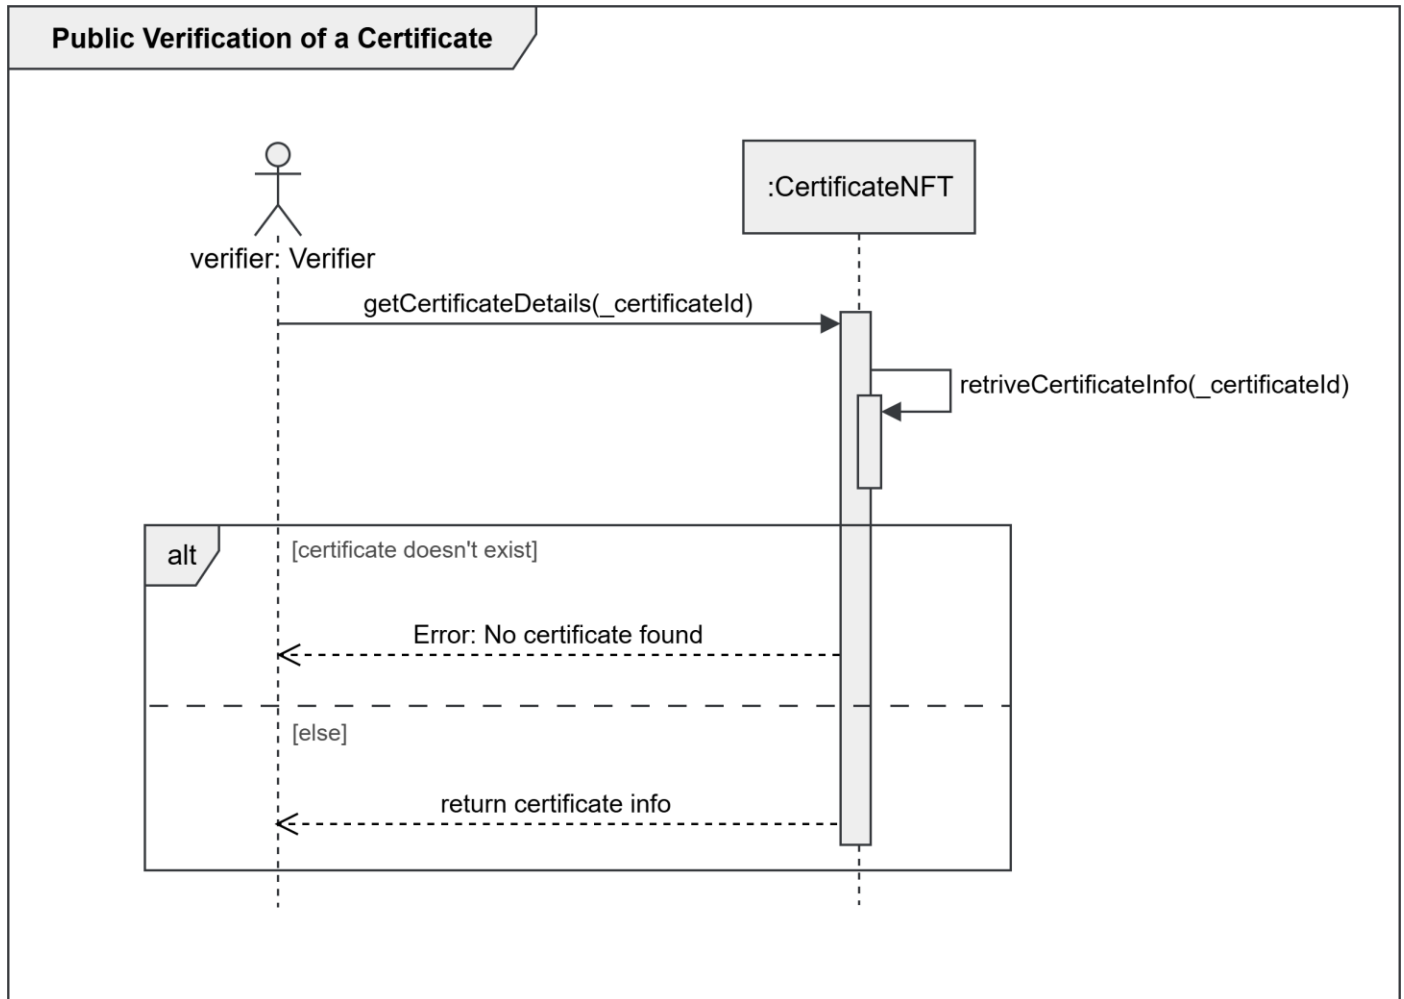 Public Verification of a Certificate
:CertificateNFT
verifier: Verifier
getCertificateDetails(_certificateId)
retriveCertificateInfo(_certificateId)
alt
[certificate doesn't exist]
Error: No certificate found
[else]
return certificate info